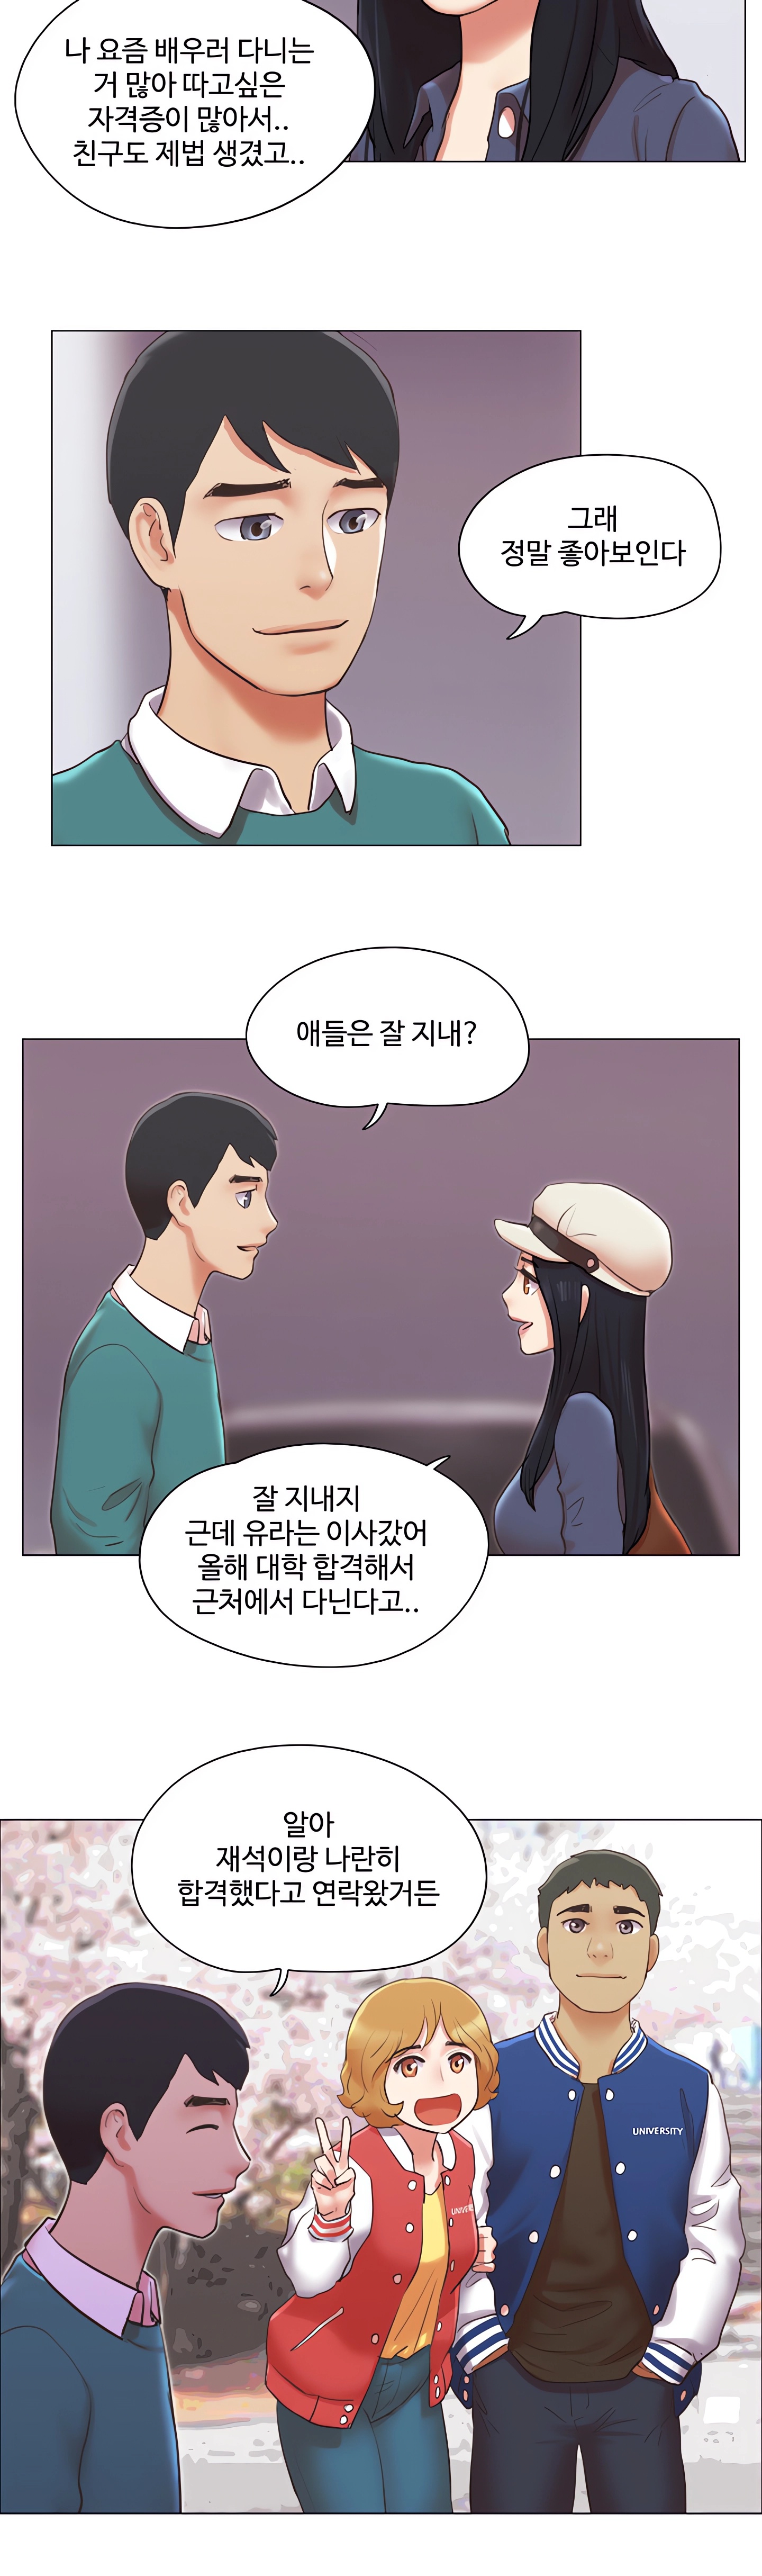 나 요즘 배우러 다니는
거 많아 따고싶은
자격증이 많아서..
친구도 제법 생겼고..
그래
정말 좋아보인다
애들은 잘 지내?
잘 지내지
근데 유라는 이사갔어
올해 대학 합격해서
근처에서 다닌다고..
알아
재석이랑 나란히
합격했다고 연락왔거든
UNIVERSITY
UNIVER